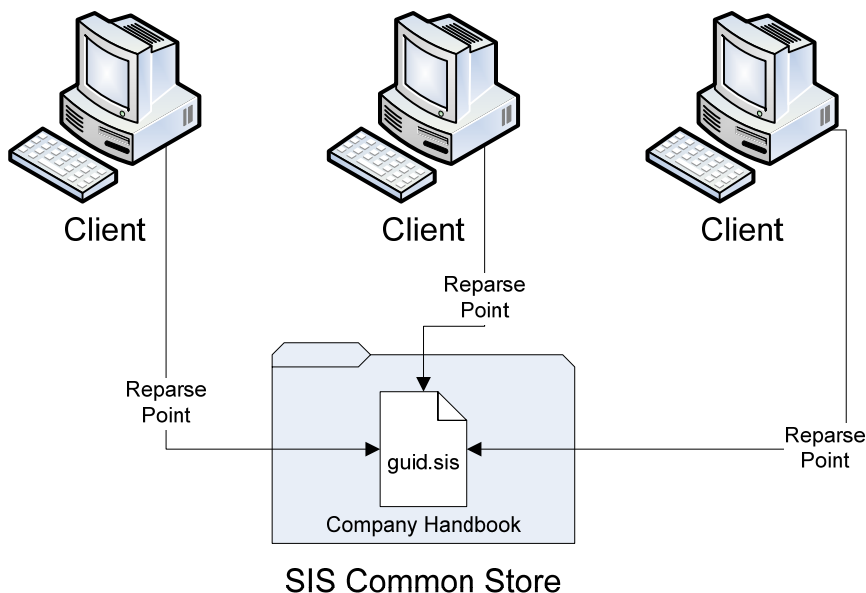 Client
Client
Client
Reparse
Point
Reparse
Point
Reparse
Point
guid.sis
Company Handbook
SIS Common Store